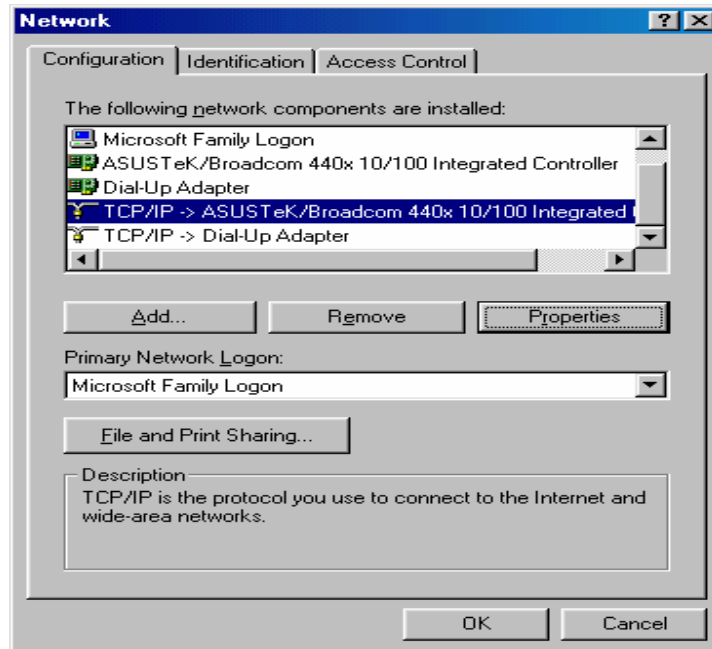 Network
Configuration Identification Access Control
The following network components are installed:
Microsoft Family Logon
ASUSTeK/Broadcom 440x 10/100 Integrated Controller
Dial-Up Adapter
TCP/IP -> ASUSTeK/Broadcom 440x 10/100 Integrated
TCP/IP -> Dial-Up Adapter
Add... Remove Properties
Primary Network Logon:
Microsoft Family Logon
File and Print Sharing...
Description
TCP/IP is the protocol you use to connect to the Internet and
wide-area networks.
OK Cancel